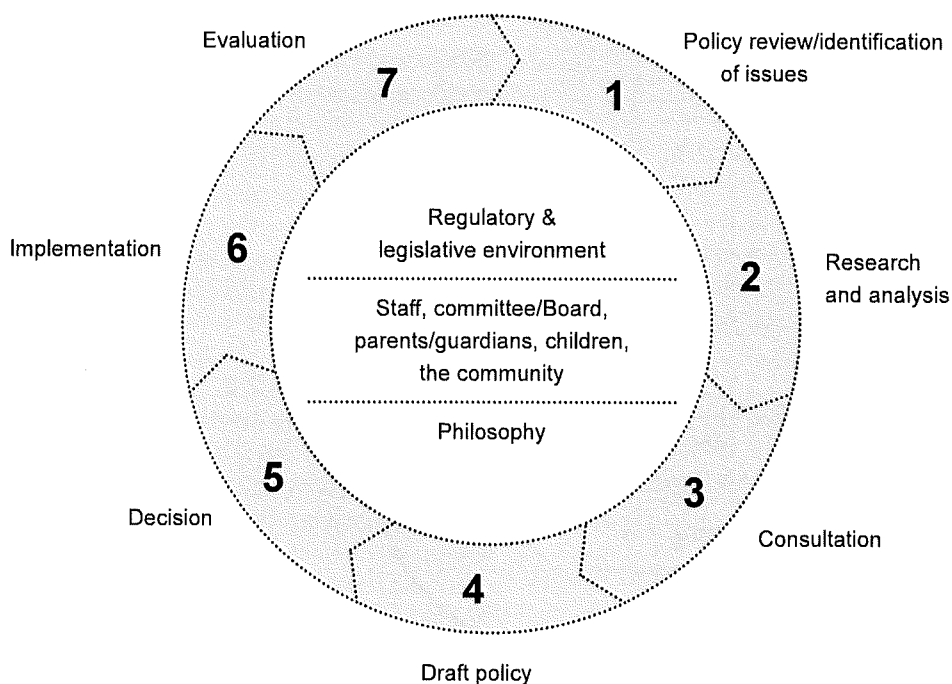 1
Policy review/identification
of issues
2
Research
and analysis
3
Consultation
4
Draft policy
5
Decision
6
Implementation
7
Evaluation
Regulatory &
legislative environment
Staff, committee/Board,
parents/guardians, children,
the community
Philosophy